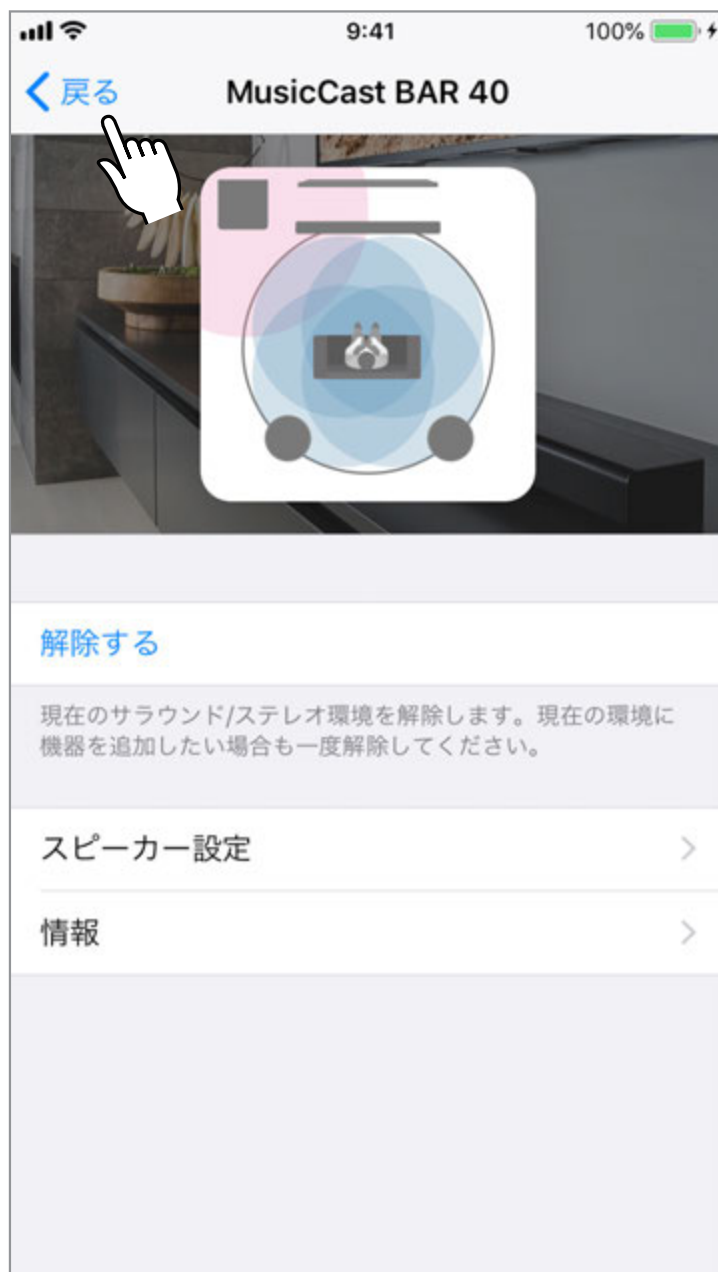 9:41
100%
戻る
MusicCast BAR 40
解除する
現在のサラウンド/ステレオ環境を解除します。現在の環境に
機器を追加したい場合も一度解除してください。
スピーカー設定
情報